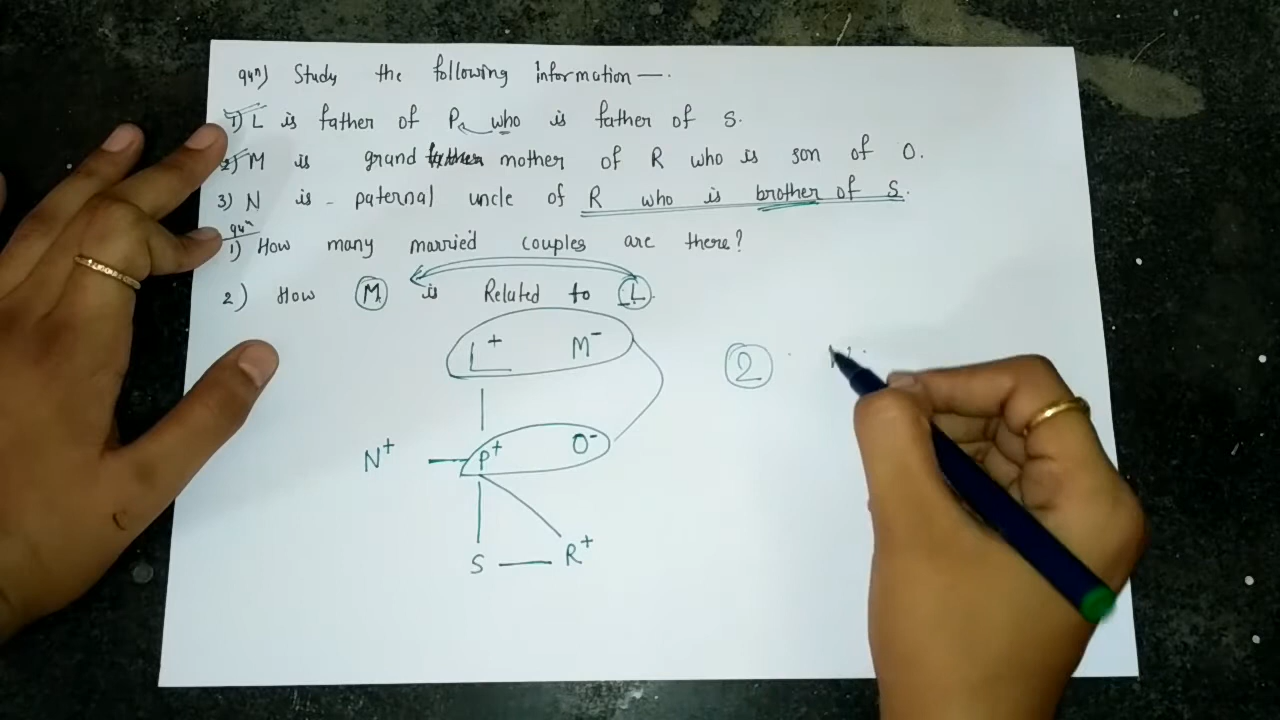 qun) Study the following information —.
1) L is father of P who is father of S.
2) M is grand mother of R who is son of O.
3) N is - paternal uncle of R who is brother of S.
qun
1) How many married couples are there?
2) How M is Related to L.
L+ M-
N+ P+ O-
S R+
2